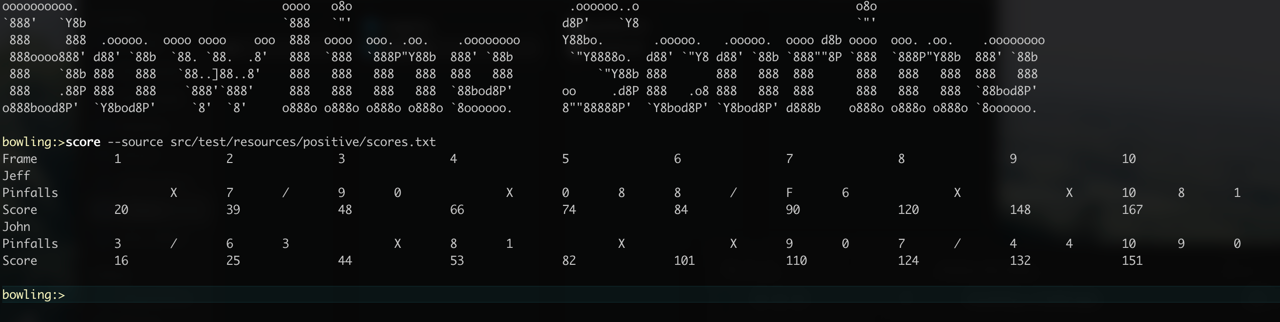 Bowling Scoring
bowling:>score --source src/test/resources/positive/scores.txt
Frame 1 2 3 4 5 6 7 8 9 10
Jeff
Pinfalls X 7 / 9 0 X 0 8 8 / F 6 X X 10 8 1
Score 20 39 48 66 74 84 90 120 148 167
John
Pinfalls 3 / 6 3 X 8 1 X X 9 0 7 / 4 4 10 9 0
Score 16 25 44 53 82 101 110 124 132 151
bowling:>